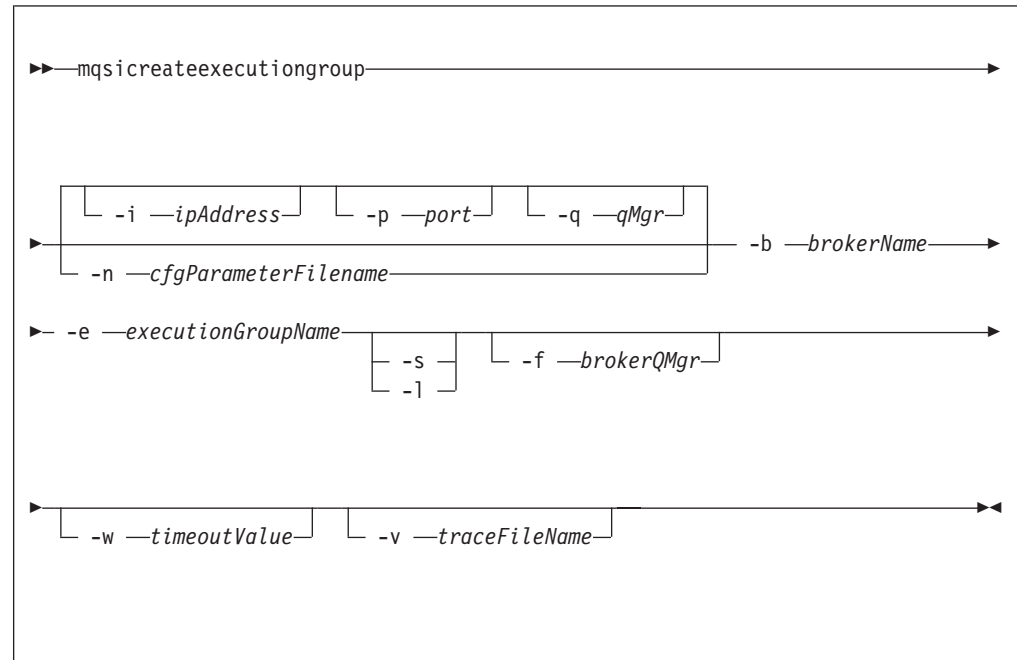 mqsicreateexecutiongroup
-i ipAddress -p port -q qMgr
-b brokerName
-n cfgParameterFilename
-e executionGroupName
-s -f brokerQMgr
-l
-w timeoutValue -v traceFileName